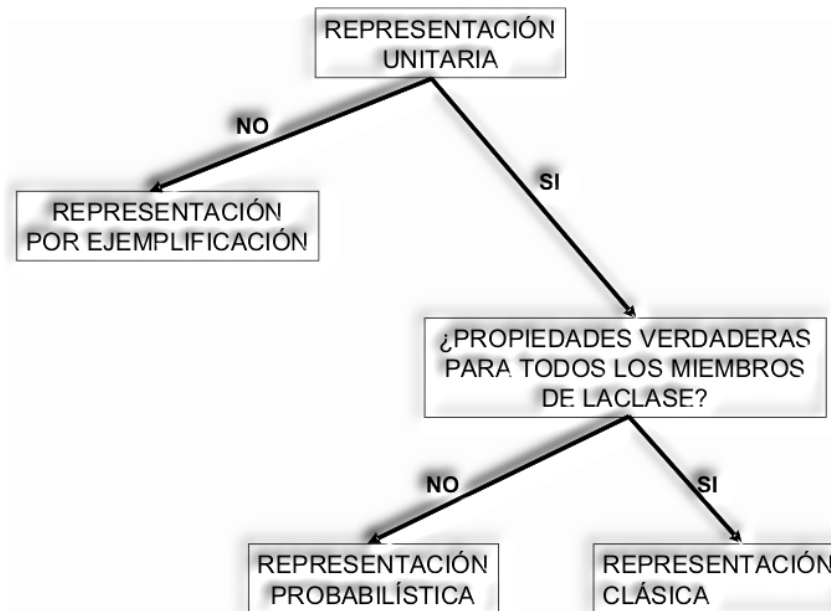 REPRESENTACIÓN
UNITARIA
NO
SI
REPRESENTACIÓN
POR EJEMPLIFICACIÓN
¿PROPIEDADES VERDADERAS
PARA TODOS LOS MIEMBROS
DE LACLASE?
NO
SI
REPRESENTACIÓN
PROBABILÍSTICA
REPRESENTACIÓN
CLÁSICA